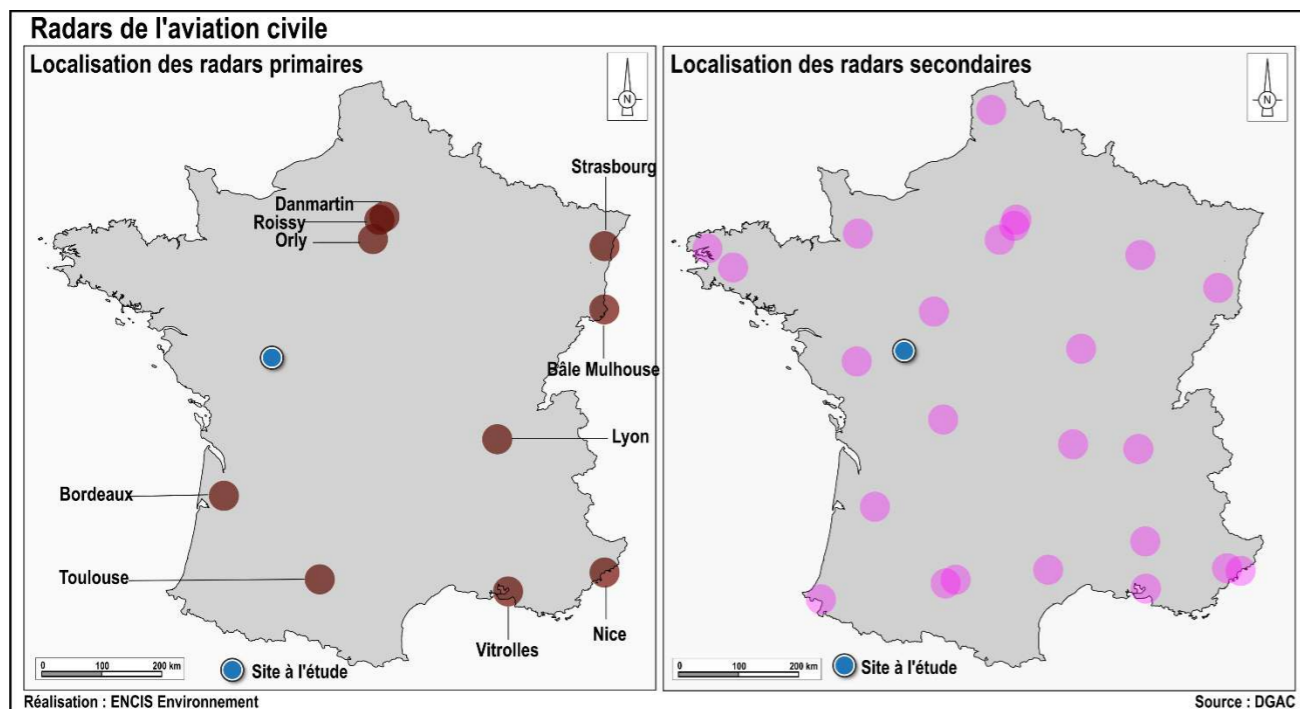 Radars de l'aviation civile
Localisation des radars primaires
N
Strasbourg
Danmartin
Roissy
Orly
Bâle Mulhouse
Lyon
Bordeaux
Toulouse
Nice
Vitrolles
0 100 200 km
Site à l'étude
Localisation des radars secondaires
N
0 100 200 km
Site à l'étude
Réalisation : ENCIS Environnement
Source : DGAC